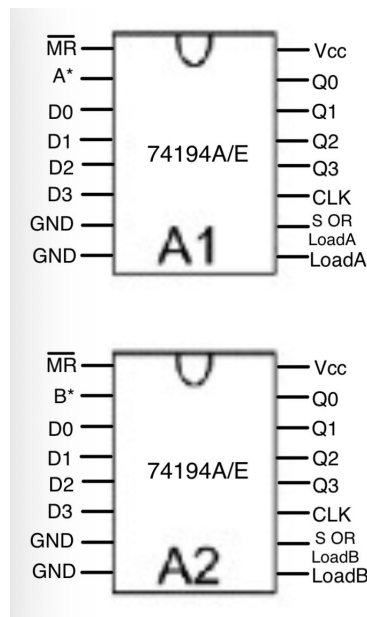 MR
Vcc
A*
Q0
D0
Q1
D1
Q2
D2
Q3
D3
CLK
GND
S OR
LoadA
GND
LoadA
74194A/E
A1
MR
Vcc
B*
Q0
D0
Q1
D1
Q2
D2
Q3
D3
CLK
GND
S OR
LoadB
GND
LoadB
74194A/E
A2